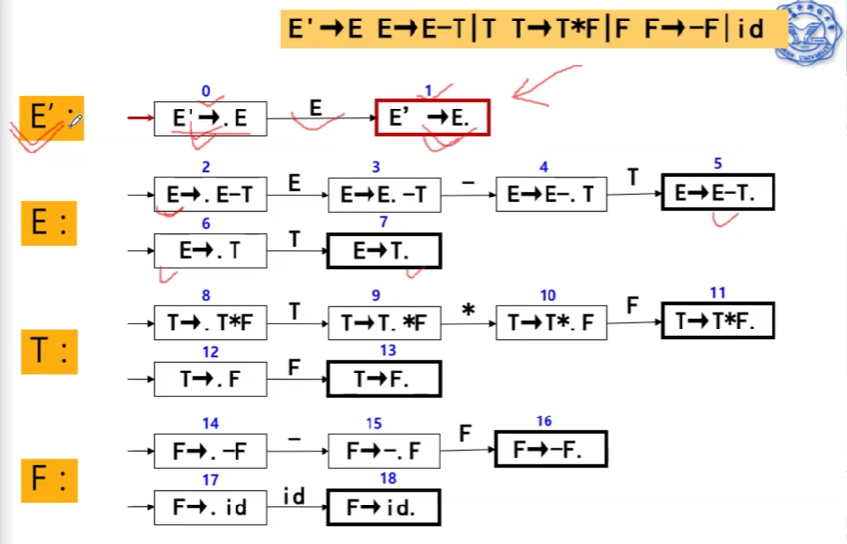 E'→E E→E-T|T T→T*F|F F→-F|id
0 1
E': E'→.E E E'→E.
2 3 4 5
E→.E-T E E→E.-T - E→E-.T T E→E-T.
E:
6 7
E→.T T E→T.
8 9 10 11
T→.T*F T T→T.*F * T→T*.F F T→T*F.
T:
12 13
T→.F F T→F.
14 15 16
F→.-F - F→-.F F F→-F.
F:
17 18
F→.id id F→id.